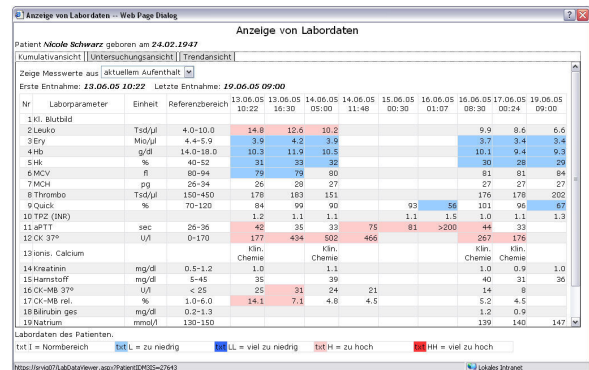 Anzeige von Labordaten -- Web Page Dialog
Anzeige von Labordaten
Patient Nicole Schwarz geboren am 24.02.1947
Kumulativansicht Untersuchungsansicht Trendansicht
Zeige Messwerte aus aktuellem Aufenthalt
Erste Entnahme: 13.06.05 10:22 Letzte Entnahme: 19.06.05 09:00
Nr Laborparameter Einheit Referenzbereich 13.06.05 10:22 13.06.05 16:30 14.06.05 05:00 14.06.05 11:48 15.06.05 00:30 16.06.05 01:07 16.06.05 08:30 17.06.05 00:24 19.06.05 09:00
1 Kl. Blutbild
2 Leuko Tsd/µl 4.0-10.0 14.8 12.6 10.2 9.9 8.6 6.6
3 Ery Mio/µl 4.4-5.9 3.9 4.2 3.9 3.7 3.4 3.4
4 Hb g/dl 14.0-18.0 10.3 11.9 10.5 10.1 9.4 9.3
5 Hk % 40-52 31 33 32 30 28 29
6 MCV fl 80-94 79 79 80 81 81 84
7 MCH pg 26-34 26 28 27 27 27 27
8 Thrombo Tsd/µl 150-450 178 183 151 176 178 202
9 Quick % 70-120 84 99 90 93 56 101 96 67
10 TPZ (INR) 1.2 1.1 1.1 1.1 1.5 1.0 1.1 1.3
11 aPTT sec 26-36 42 35 33 75 81 >200 44 33
12 CK 37° U/l 0-170 177 434 502 466 267 176
13 ionis. Calcium Klin. Chemie Klin. Chemie Klin. Chemie Klin. Chemie
14 Kreatinin mg/dl 0.5-1.2 1.0 1.1 1.0 0.9 1.0
15 Harnstoff mg/dl 5-45 35 39 40 31 36
16 CK-MB 37° U/l < 25 25 31 24 21 14 8
17 CK-MB rel. % 1.0-6.0 14.1 7.1 4.8 4.5 5.2 4.5
18 Bilirubin ges mg/dl 0.2-1.3 1.2 0.9
19 Natrium mmol/l 130-150 139 140 147
Labordaten des Patienten.
txt I = Normbereich txt L = zu niedrig txt LL = viel zu niedrig txt H = zu hoch txt HH = viel zu hoch
https://srvig07/LabDataViewer.aspx?PatientIDM3IS=27643 Lokales Intranet